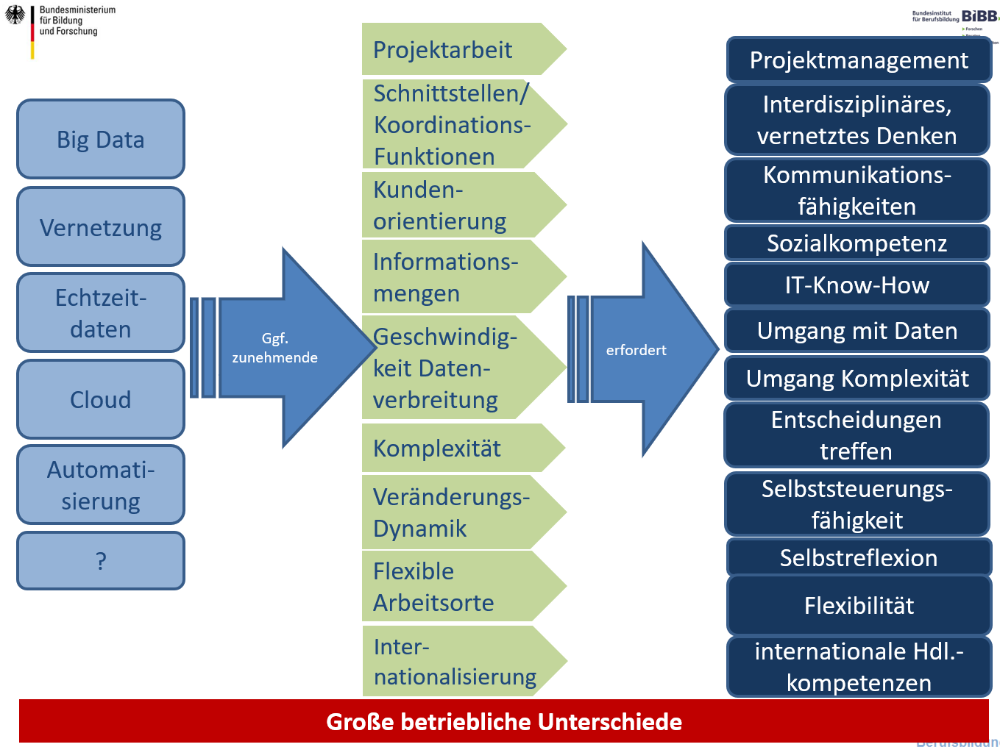 Bundesministerium
für Bildung
und Forschung
Bundesinstitut
für Berufsbildung
BiBB.
Forschen
Big Data
Vernetzung
Echtzeit-
daten
Cloud
Automati-
sierung
?
Ggf.
zunehmende
Projektarbeit
Schnittstellen/
Koordinations-
Funktionen
Kunden-
orientierung
Informations-
mengen
Geschwindig-
keit Daten-
verbreitung
Komplexität
Veränderungs-
Dynamik
Flexible
Arbeitsorte
Inter-
nationalisierung
erfordert
Projektmanagement
Interdisziplinäres,
vernetztes Denken
Kommunikations-
fähigkeiten
Sozialkompetenz
IT-Know-How
Umgang mit Daten
Umgang Komplexität
Entscheidungen
treffen
Selbststeuerungs-
fähigkeit
Selbstreflexion
Flexibilität
internationale Hdl.-
kompetenzen
Große betriebliche Unterschiede